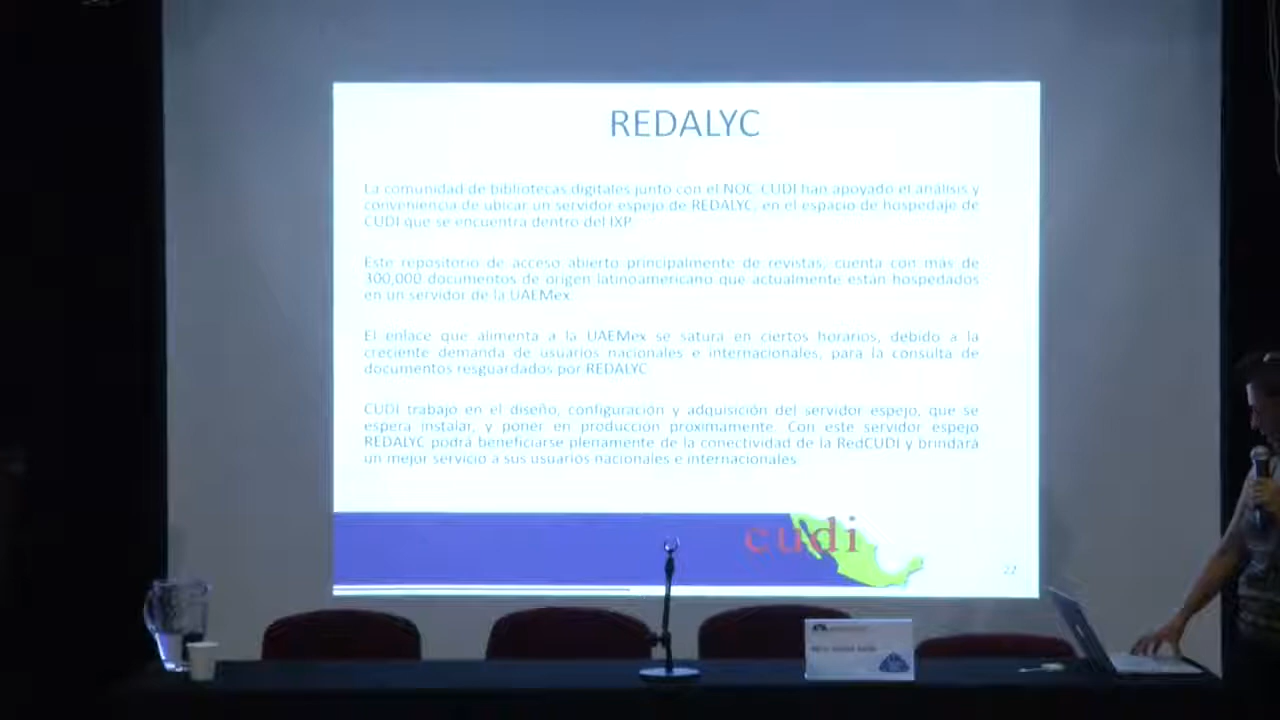 REDALYC
La comunidad de bibliotecas digitales junto con el NOC-CUDI han apoyado el análisis y
conveniencia de ubicar un servidor espejo de REDALYC, en el espacio de hospedaje de
CUDI que se encuentra dentro del IXP.
Este repositorio de acceso abierto principalmente de revistas, cuenta con más de
300,000 documentos de origen latinoamericano que actualmente están hospedados
en un servidor de la UAEMex.
El enlace que alimenta a la UAEMex se satura en ciertos horarios, debido a la
creciente demanda de usuarios nacionales e internacionales, para la consulta de
documentos resguardados por REDALYC
CUDI trabajo en el diseño, configuración y adquisición del servidor espejo, que se
espera instalar, y poner en producción proximamente. Con este servidor espejo
REDALYC podrá beneficiarse plenamente de la conectividad de la RedCUDI y brindará
un mejor servicio a sus usuarios nacionales e internacionales.
cudi
22